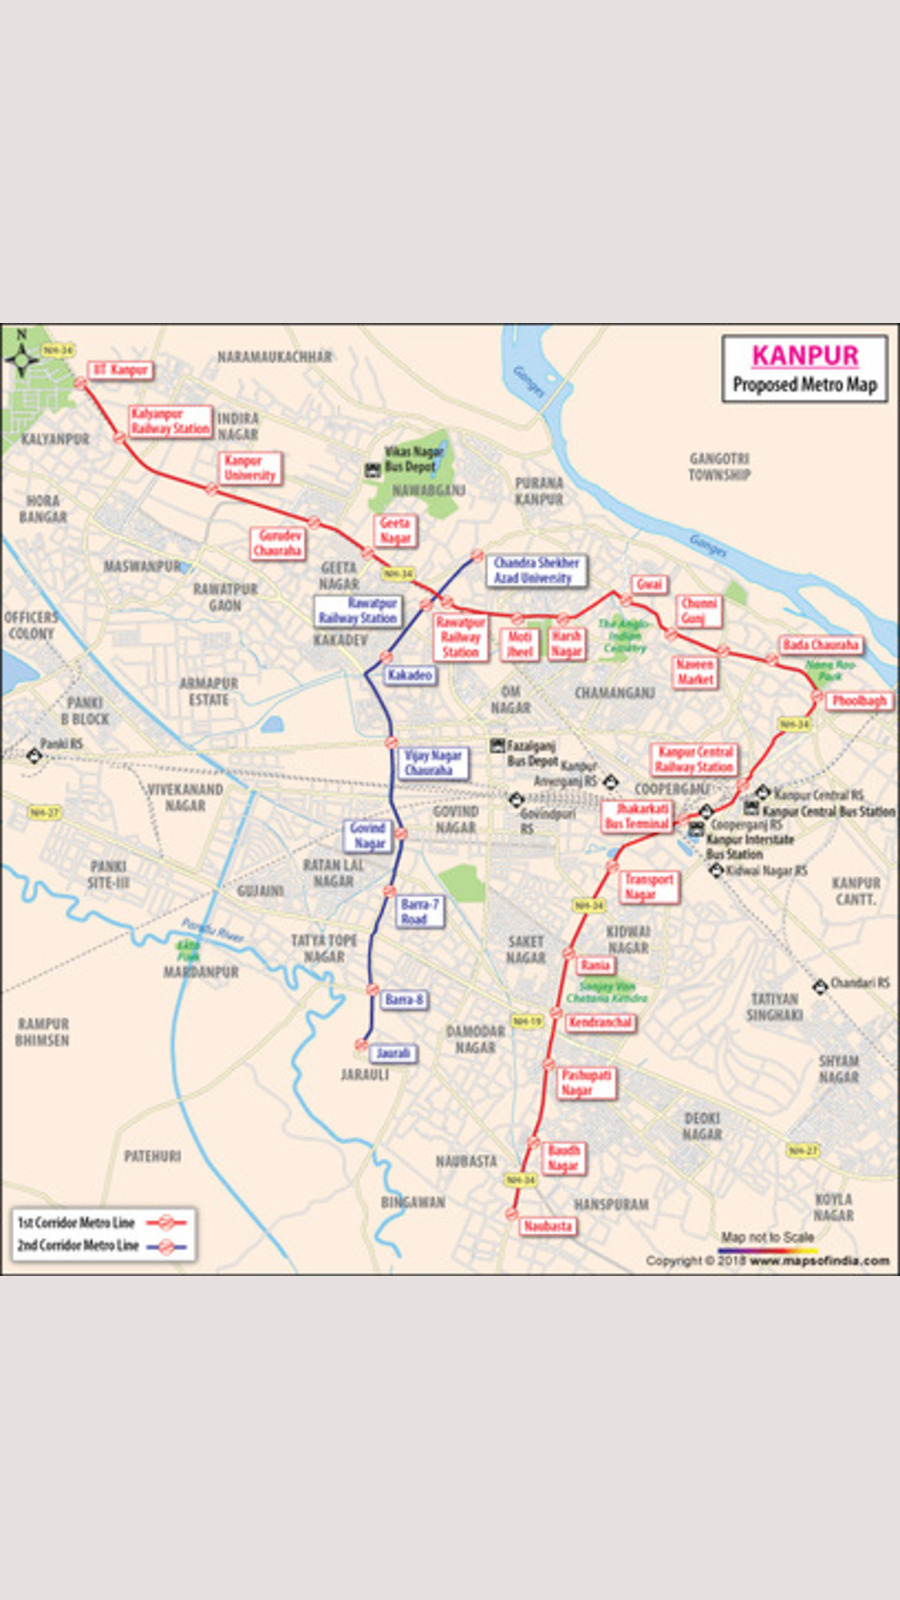 N
NH-34
NARAMAUKACHHAR
Ganges
KANPUR
Proposed Metro Map
IIT Kanpur
Kalyanpur
Railway Station
INDIRA
NAGAR
KALYANPUR
Kanpur
University
Vikas Nagar
Bus Depot
NAWABGANJ
PURANA
KANPUR
GANGOTRI
TOWNSHIP
HORA
BANGAR
Gurudev
Chauraha
Geeta
Nagar
Ganges
MASWANPUR
GEETA
NAGAR
NH-34
Chandra Shekher
Azad University
RAWATPUR
GAON
Rawatpur
Railway Station
Gwai
Chunni
Gunj
OFFICERS
COLONY
KAKADEV
Rawatpur
Railway
Station
Moti
Jheel
Harsh
Nagar
The Anglo-
Indian
Cemetry
Naveen
Market
Bada Chauraha
Nana Rao
Park
Kakadeo
ARMAPUR
ESTATE
OM
NAGAR
CHAMANGANJ
Phoolbagh
PANKI
B BLOCK
NH-34
Panki RS
Vijay Nagar
Chauraha
Fazalganj
Bus Depot
Kanpur
Anwrganj RS
Kanpur Central
Railway Station
VIVEKANAND
NAGAR
COOPERGANJ
Kanpur Central RS
Kanpur Central Bus Station
NH-27
Govind
Nagar
GOVIND
NAGAR
Govindpuri
RS
Jhakarkati
Bus Terminal
Cooperganj RS
Kanpur Interstate
Bus Station
PANKI
SITE-III
RATAN LAL
NAGAR
Kidwai Nagar RS
GUJAINI
Transport
Nagar
KANPUR
CANTT.
Barra-7
Road
NH-34
Pandu River
TATYA TOPE
NAGAR
SAKET
NAGAR
KIDWAI
NAGAR
Park
MARDANPUR
Rania
Sanjay Van
Chetana Kendra
Chandari RS
Barra-8
TATIYAN
SINGHAKI
RAMPUR
BHIMSEN
NH-19
Kendranchal
DAMODAR
NAGAR
Jaurali
JARAULI
Pashupati
Nagar
SHYAM
NAGAR
DEOKI
NAGAR
PATEHURI
NAUBASTA
Baudh
Nagar
NH-27
NH-34
BINGAWAN
HANSPURAM
KOYLA
NAGAR
1st Corridor Metro Line
2nd Corridor Metro Line
Naubasta
Map not to Scale
Copyright © 2018 www.mapsofindia.com